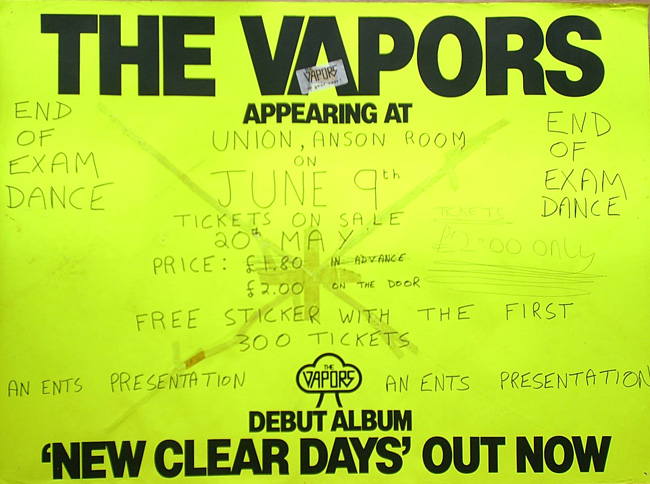 THE VAPORS
THE VAPORS
APPEARING AT
END
OF
EXAM
DANCE
END
OF
EXAM
DANCE
UNION, ANSON ROOM
ON
JUNE 9th
TICKETS ON SALE
20th MAY
TICKETS
£2.00 ONLY
PRICE: £1.80 IN ADVANCE
£2.00 ON THE DOOR
FREE STICKER WITH THE FIRST
300 TICKETS
AN ENTS PRESENTATION
THE VAPORS
AN ENTS PRESENTATION
DEBUT ALBUM
'NEW CLEAR DAYS' OUT NOW